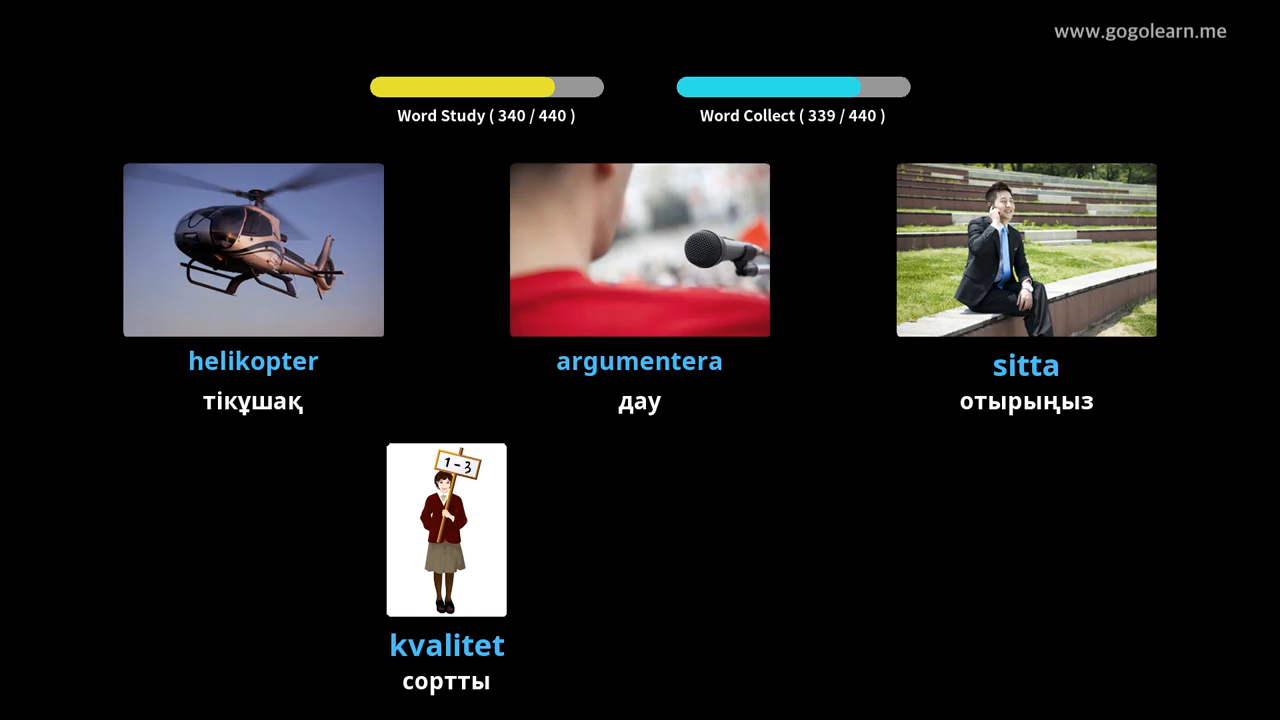 www.gogolearn.me
Word Study ( 340 / 440 )
Word Collect ( 339 / 440 )
helikopter
argumentera
sitta
тікұшақ
дау
отырыңыз
1-3
kvalitet
сортты